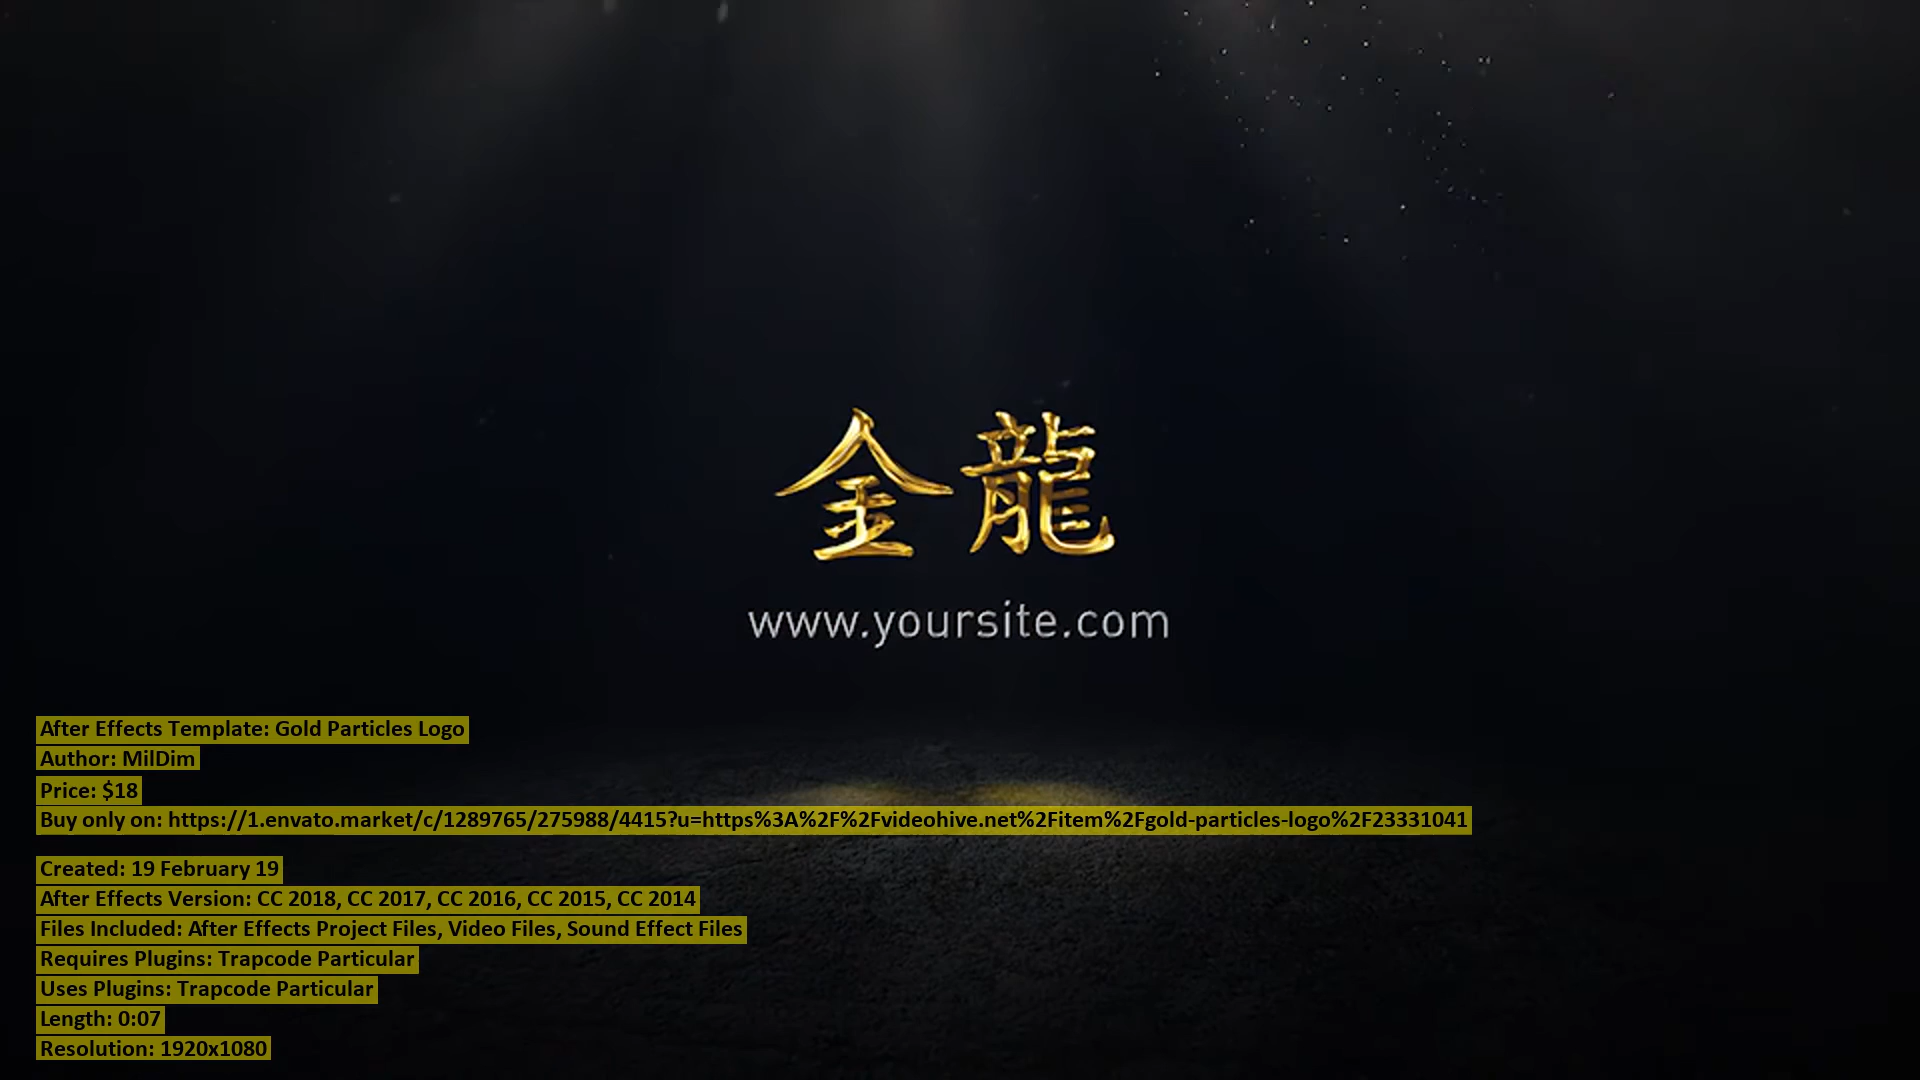 金龍
www.yoursite.com
After Effects Template: Gold Particles Logo
Author: MilDim
Price: $18
Buy only on: https://1.envato.market/c/1289765/275988/4415?u=https%3A%2F%2Fvideohive.net%2Fitem%2Fgold-particles-logo%2F23331041
Created: 19 February 19
After Effects Version: CC 2018, CC 2017, CC 2016, CC 2015, CC 2014
Files Included: After Effects Project Files, Video Files, Sound Effect Files
Requires Plugins: Trapcode Particular
Uses Plugins: Trapcode Particular
Length: 0:07
Resolution: 1920x1080